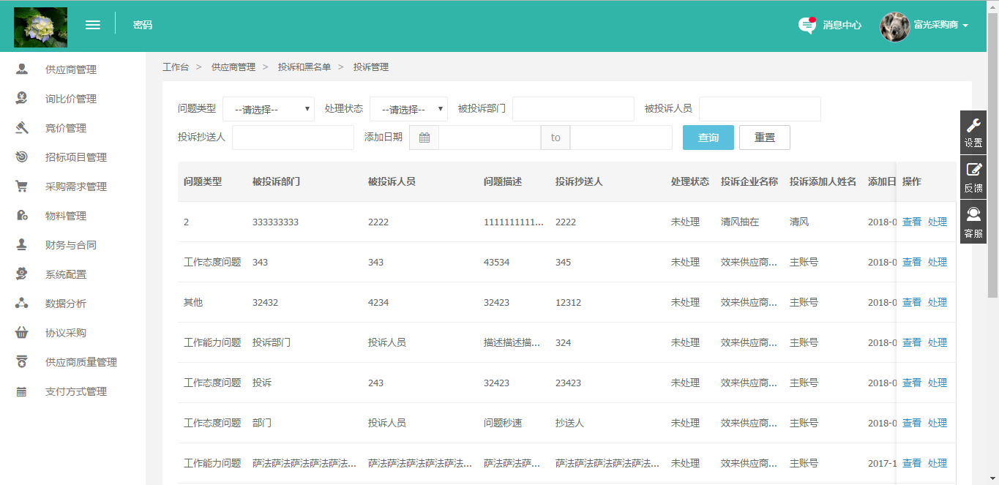 密码 消息中心 富光采购商
供应商管理
询比价管理
竞价管理
招标项目管理
采购需求管理
物料管理
财务与合同
系统配置
数据分析
协议采购
供应商质量管理
支付方式管理
工作台 > 供应商管理 > 投诉和黑名单 > 投诉管理
问题类型 --请选择-- 处理状态 --请选择-- 被投诉部门 被投诉人员
投诉抄送人 添加日期 to 查询 重置
问题类型 被投诉部门 被投诉人员 问题描述 投诉抄送人 处理状态 投诉企业名称 投诉添加人姓名 添加日 操作
2 333333333 2222 1111111111... 2222 未处理 清风抽在 清风 2018-0 查看 处理
工作态度问题 343 343 43534 345 未处理 效来供应商... 主账号 2018-0 查看 处理
其他 32432 4234 32423 12312 未处理 效来供应商... 主账号 2018-0 查看 处理
工作能力问题 投诉部门 投诉人员 描述描述描... 324 未处理 效来供应商... 主账号 2018-0 查看 处理
工作态度问题 投诉 243 32423 23423 未处理 效来供应商... 主账号 2018-0 查看 处理
工作态度问题 部门 投诉人员 问题秒速 抄送人 未处理 效来供应商... 主账号 2018-0 查看 处理
工作能力问题 萨法萨法萨法萨法萨法... 萨法萨法萨法萨法萨法... 萨法萨法萨... 萨法萨法萨法萨法萨法... 未处理 效来供应商... 主账号 2017-1 查看 处理
设置
反馈
客服